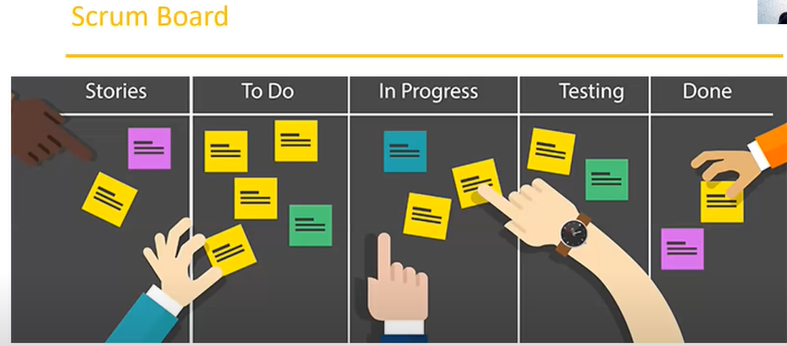 Scrum Board
Stories
To Do
In Progress
Testing
Done